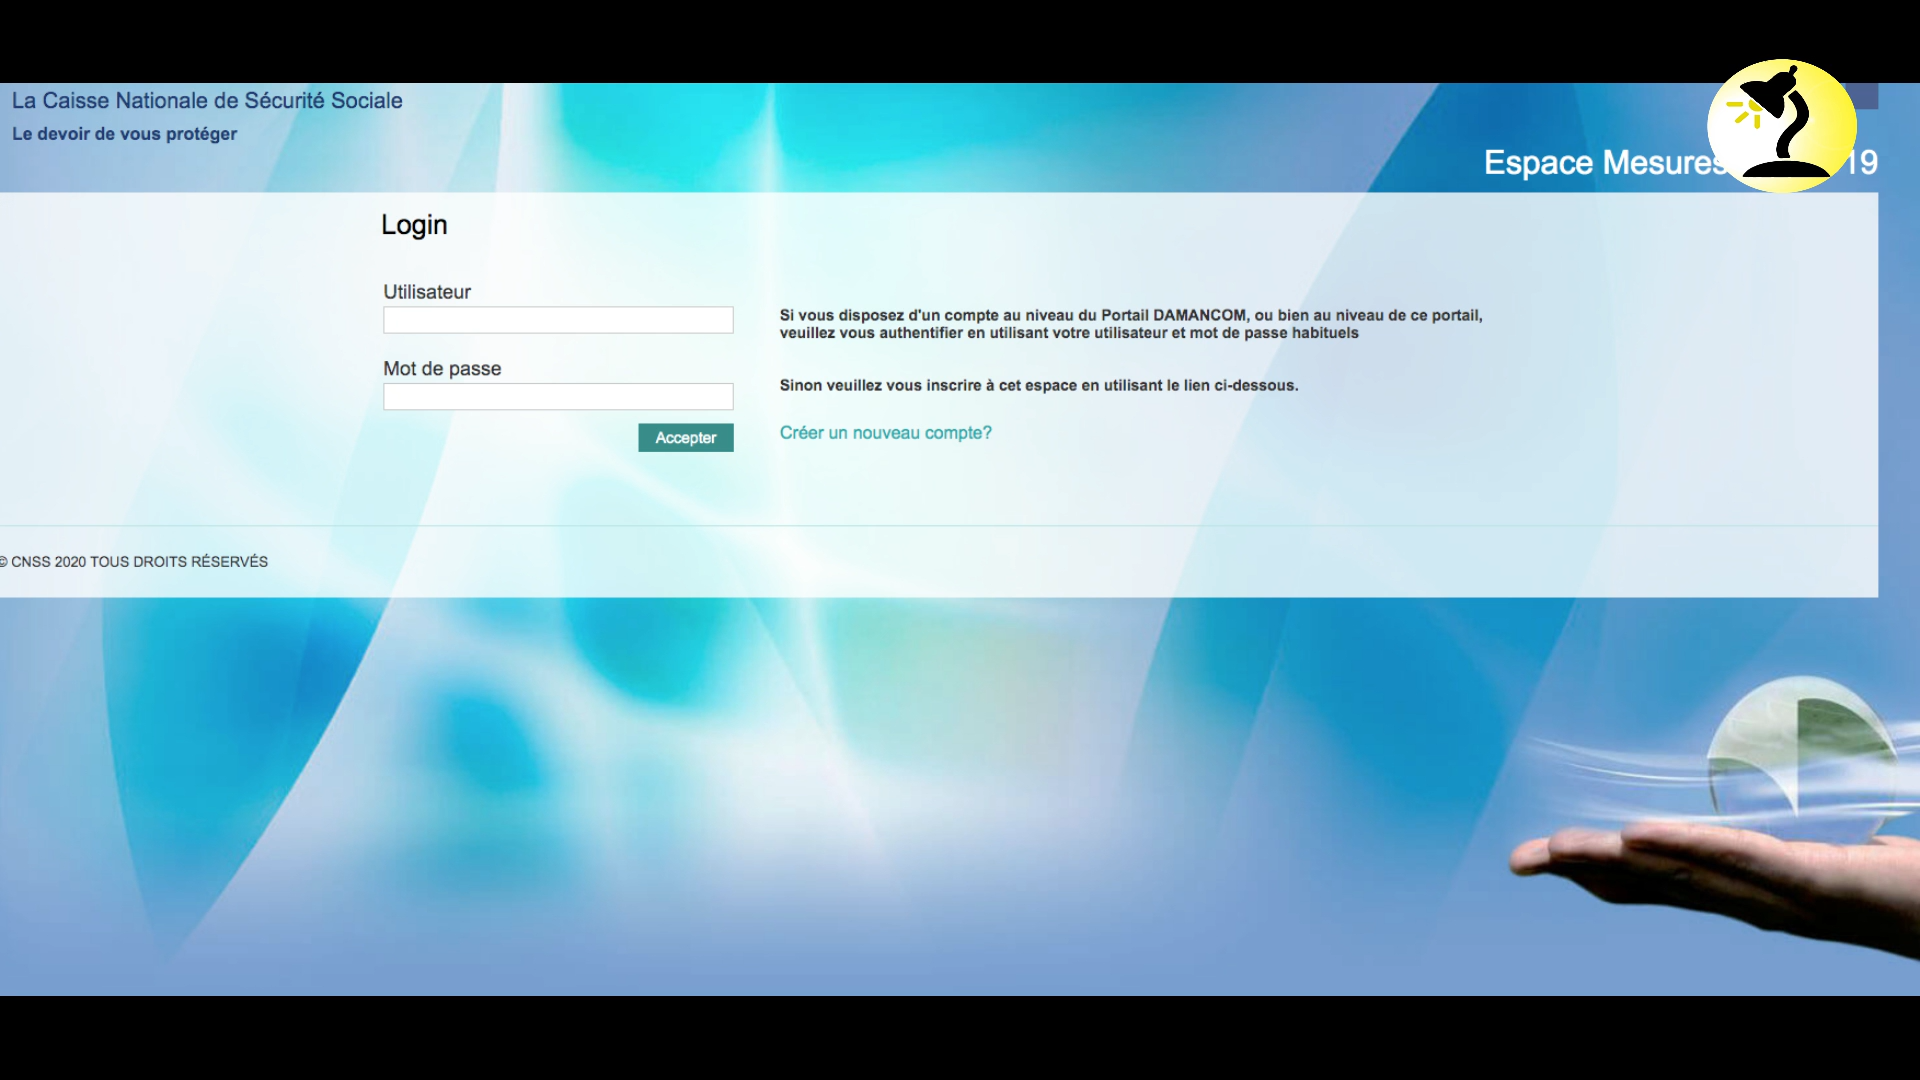 La Caisse Nationale de Sécurité Sociale
Le devoir de vous protéger
Espace Mesures 19
Login
Utilisateur
Si vous disposez d'un compte au niveau du Portail DAMANCOM, ou bien au niveau de ce portail,
veuillez vous authentifier en utilisant votre utilisateur et mot de passe habituels
Mot de passe
Sinon veuillez vous inscrire à cet espace en utilisant le lien ci-dessous.
Accepter
Créer un nouveau compte?
© CNSS 2020 TOUS DROITS RÉSERVÉS